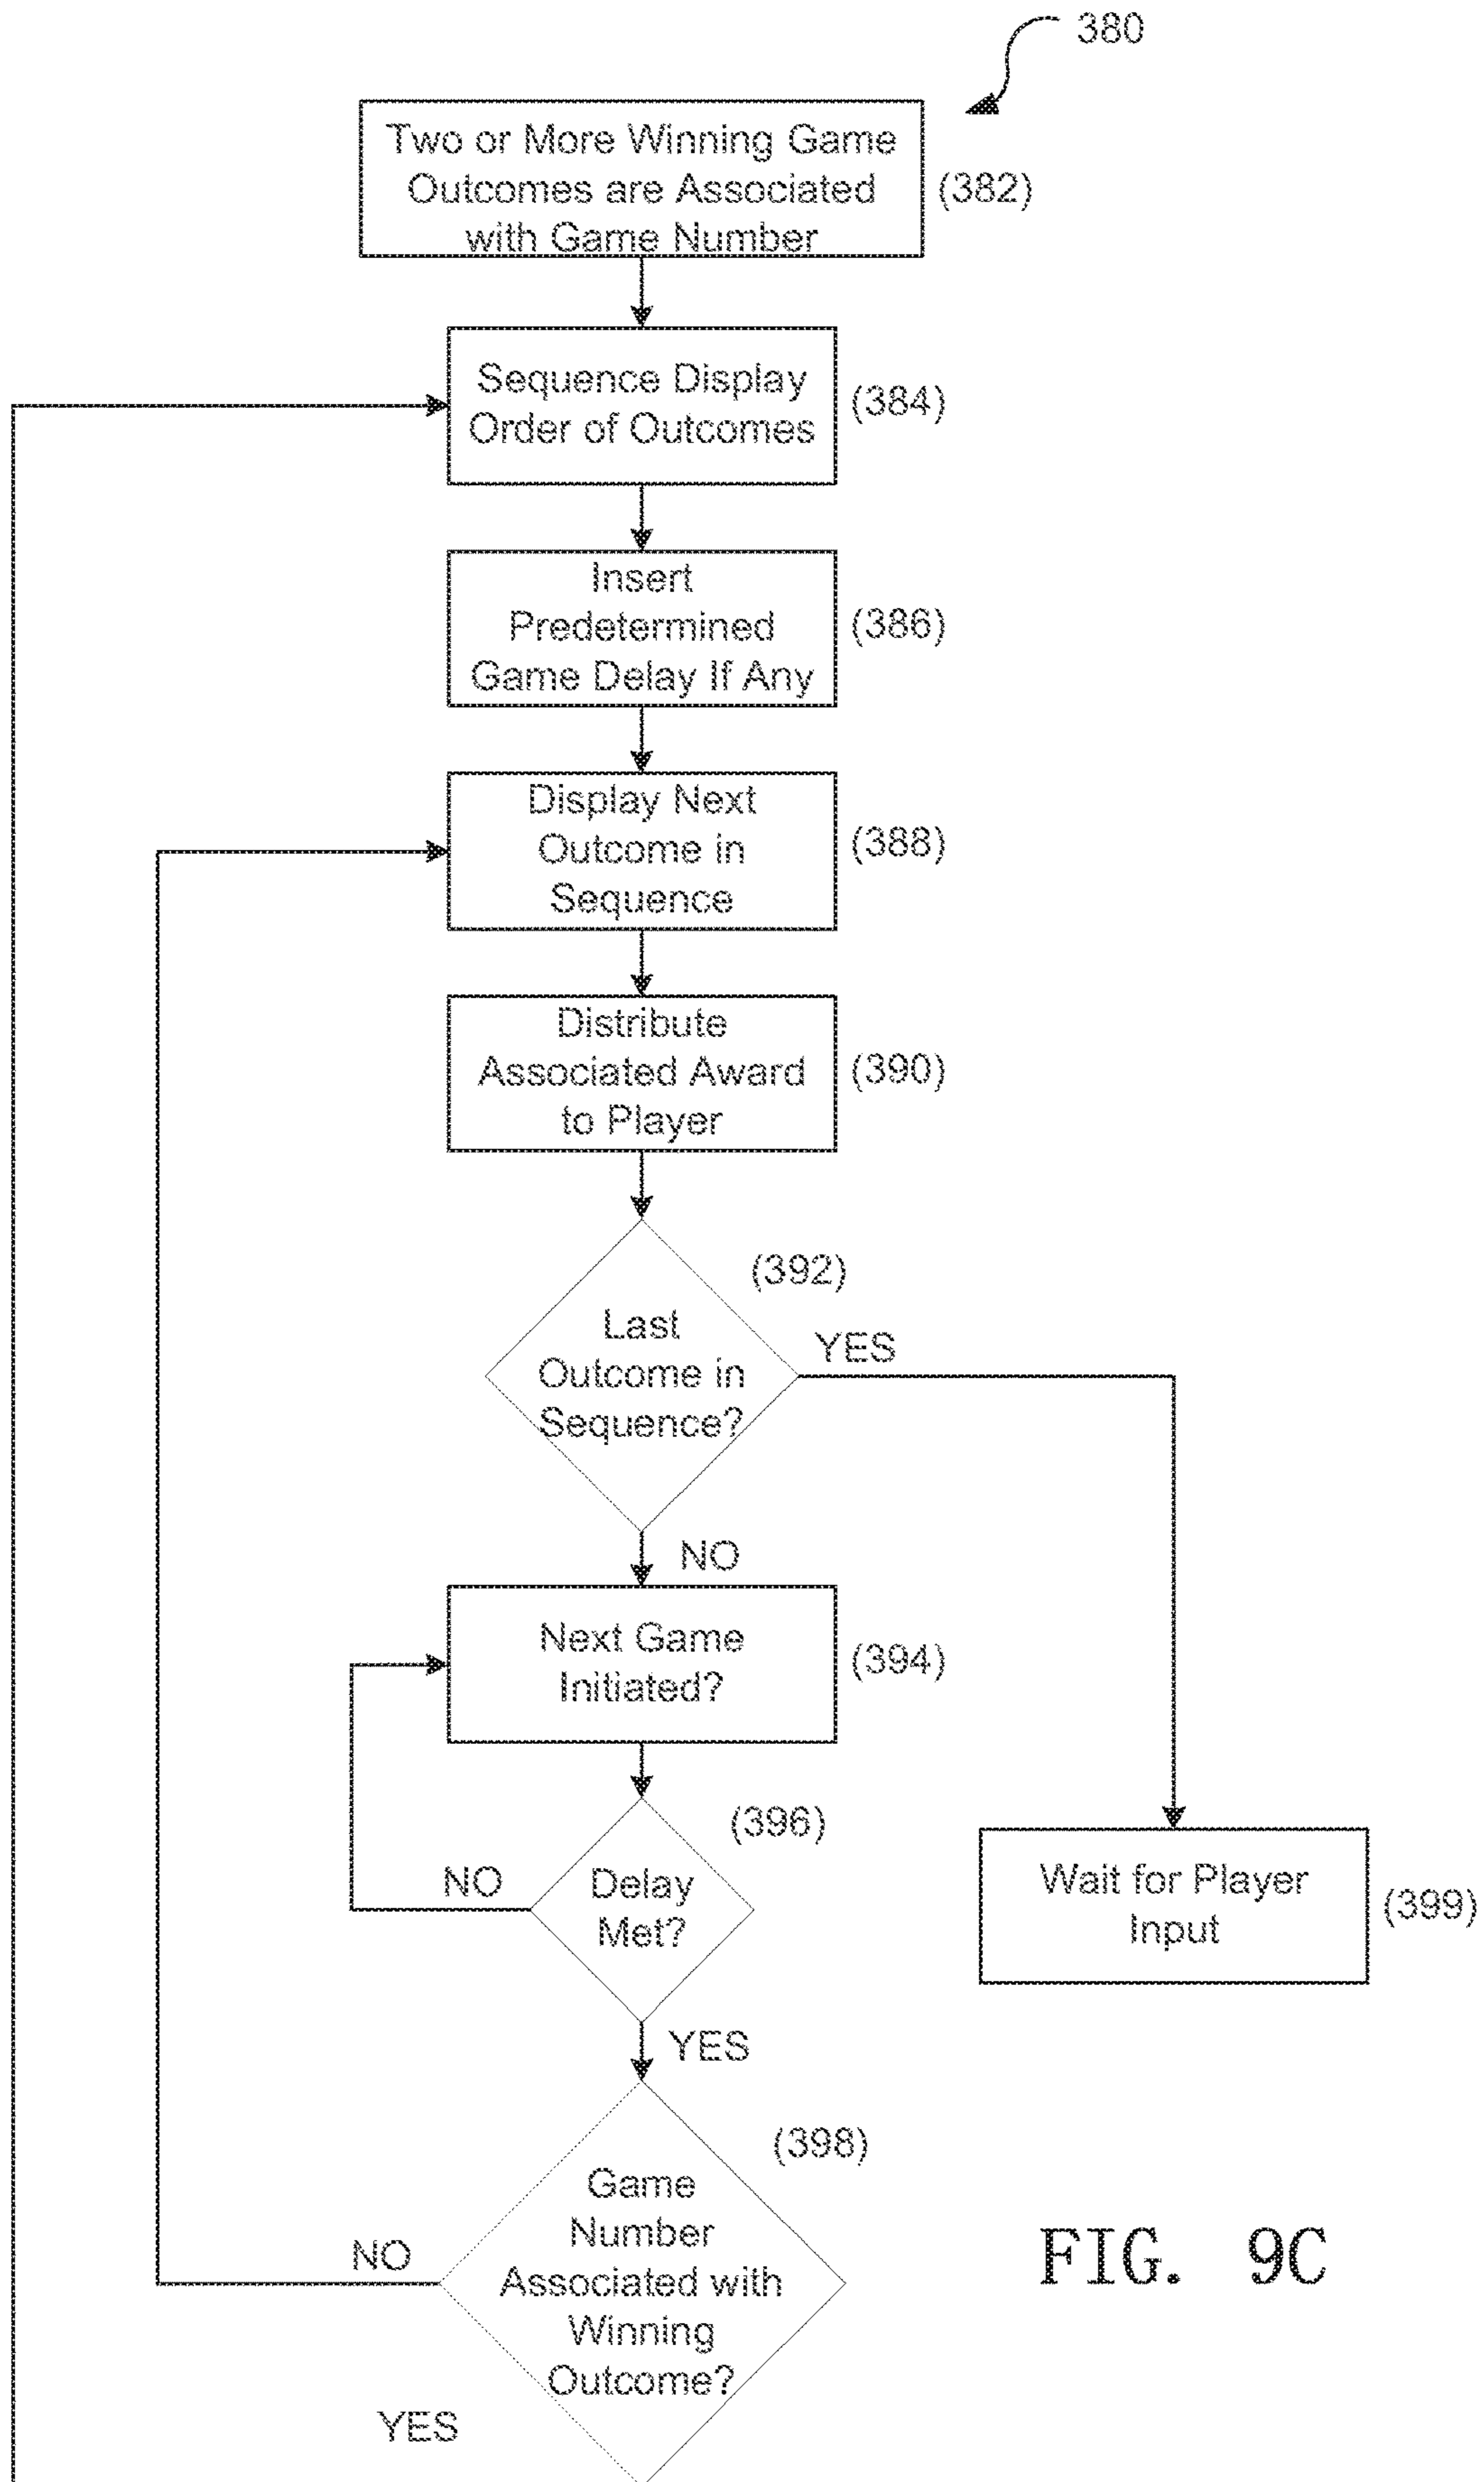 380
Two or More Winning Game
Outcomes are Associated
with Game Number
(382)
Sequence Display
Order of Outcomes
(384)
Insert
Predetermined
Game Delay If Any
(386)
Display Next
Outcome in
Sequence
(388)
Distribute
Associated Award
to Player
(390)
(392)
Last
Outcome in
Sequence?
YES
NO
Next Game
Initiated?
(394)
(396)
NO
Delay
Met?
YES
Wait for Player
Input
(399)
(398)
Game
Number
Associated with
Winning
Outcome?
NO
YES
FIG. 9C